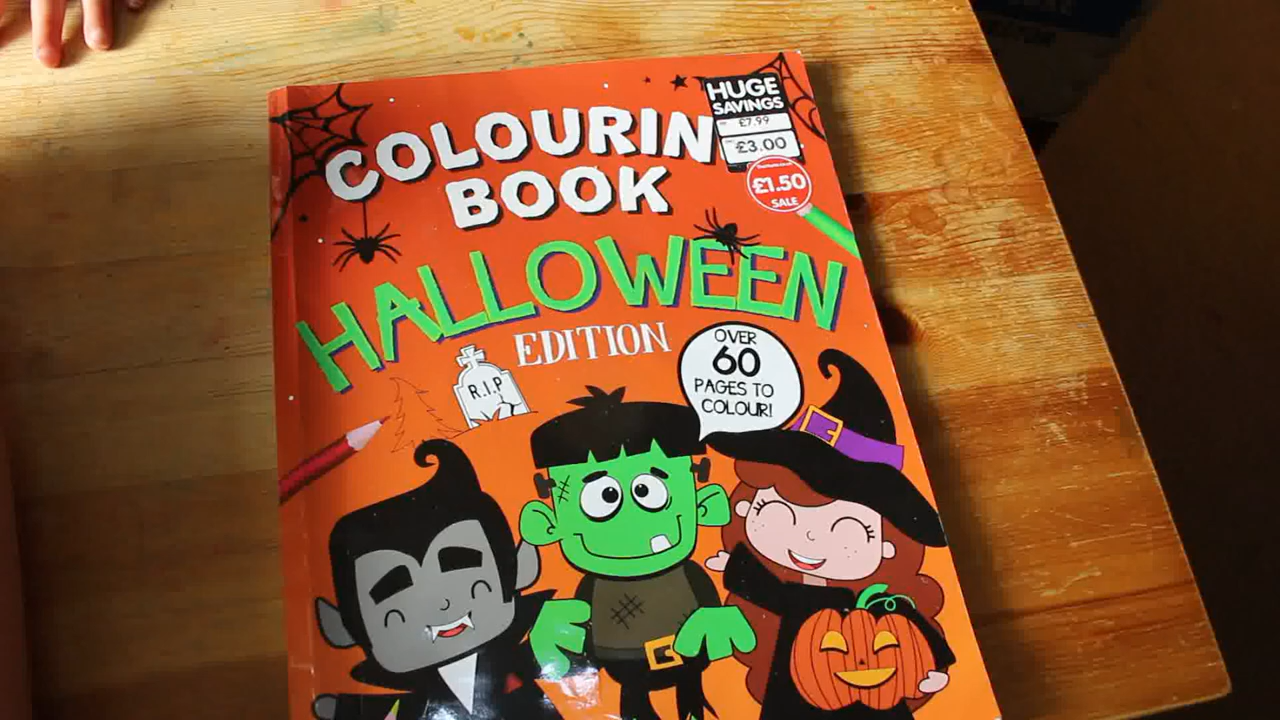 COLOURIN
BOOK
HUGE
SAVINGS
£7.99
£3.00
£1.50
SALE
HALLOWEEN
EDITION
OVER
60
PAGES TO
COLOUR!
R.I.P